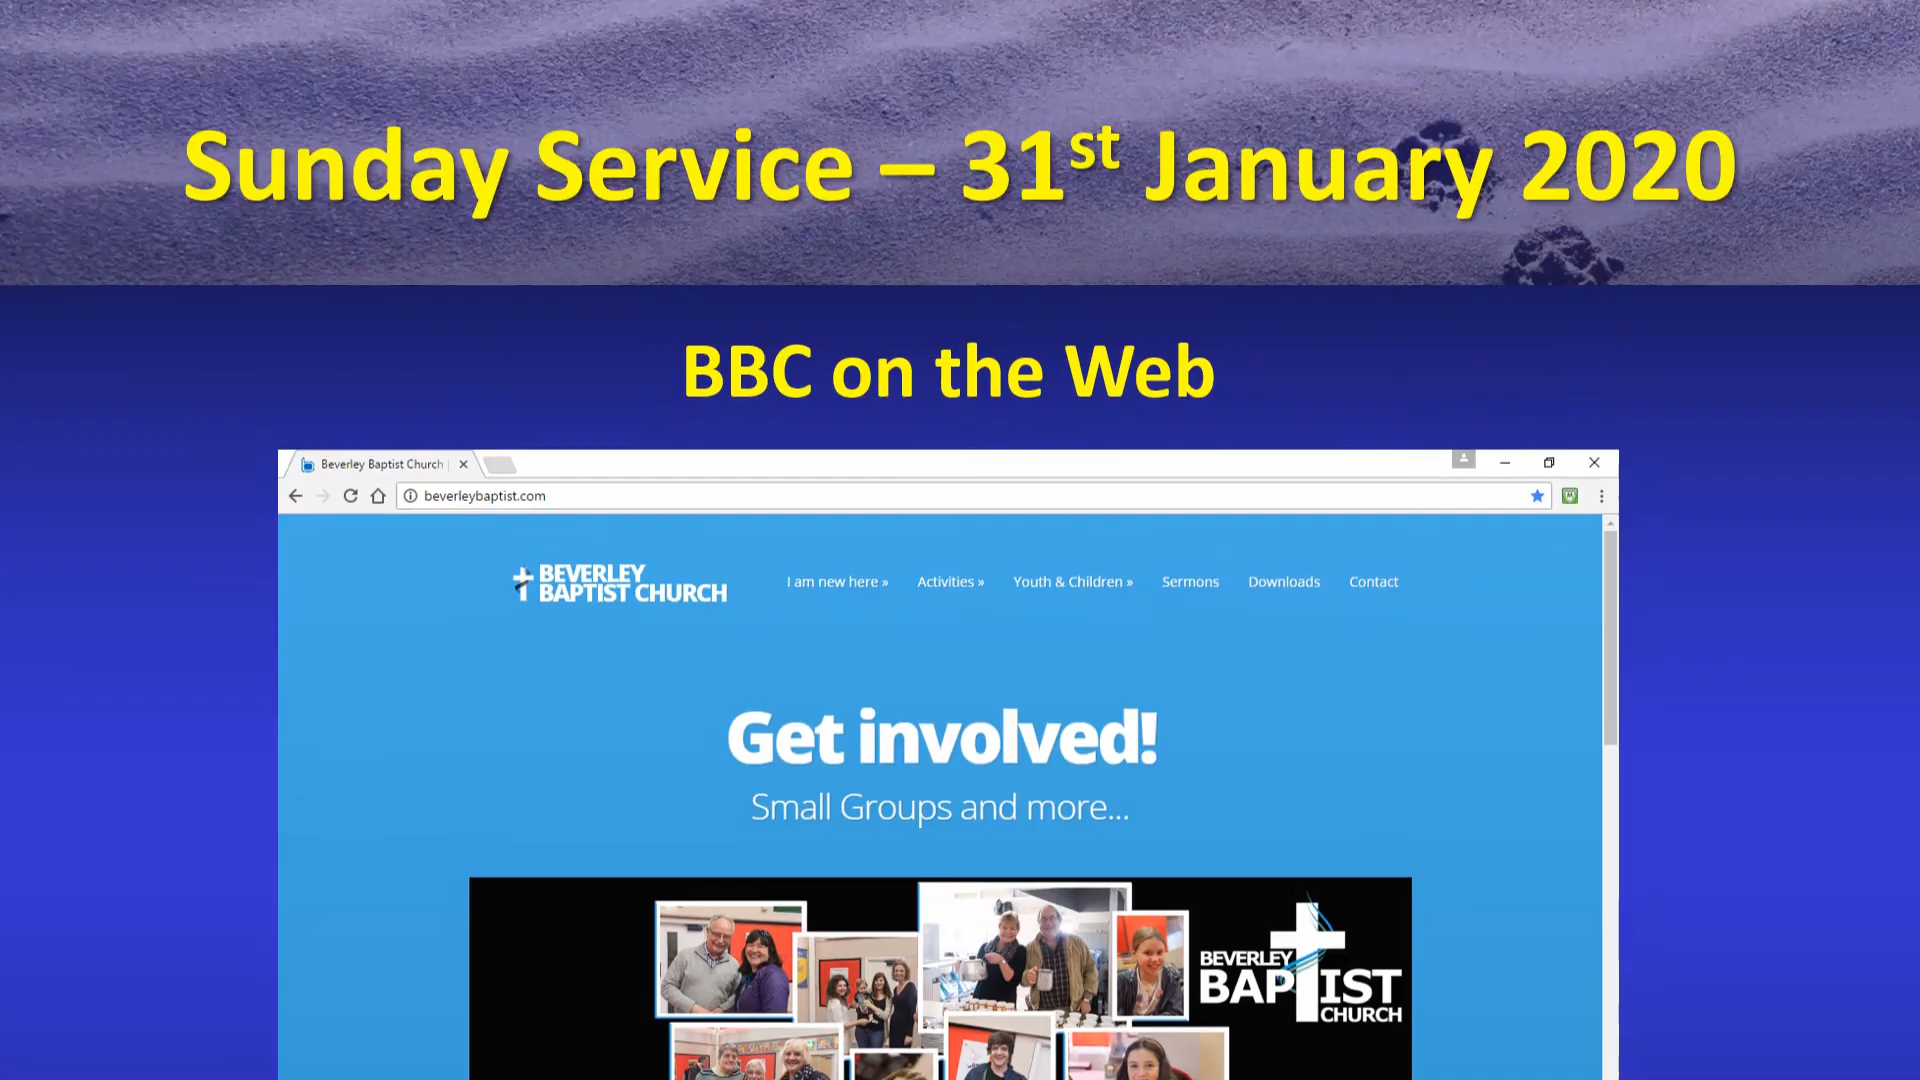 Sunday Service – 31st January 2020
BBC on the Web
Beverley Baptist Church |
beverleybaptist.com
BEVERLEY
BAPTIST CHURCH
I am new here » Activities » Youth & Children » Sermons Downloads Contact
Get involved!
Small Groups and more...
BEVERLEY
BAPTIST
CHURCH